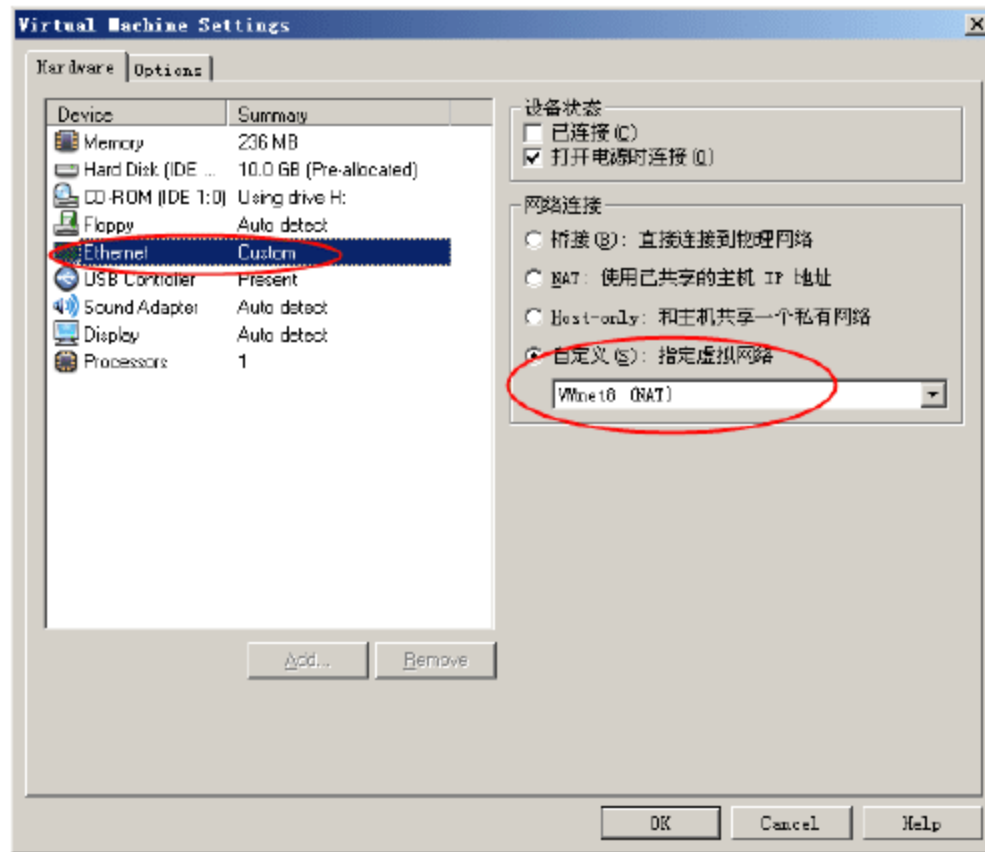 Virtual Machine Settings
Hardware
Options
Device Summary
Memory 236 MB
Hard Disk (IDE ... 10.0 GB (Pre-allocated)
CD-ROM (IDE 1:0) Using drive H:
Floppy Auto detect
Ethernet Custom
USB Controller Present
Sound Adapter Auto detect
Display Auto detect
Processors 1
Add...
Remove
设备状态
已连接(C)
打开电源时连接(O)
网络连接
桥接(B): 直接连接到物理网络
NAT: 使用已共享的主机 IP 地址
Host-only: 和主机共享一个私有网络
自定义(S): 指定虚拟网络
VMnet8 (NAT)
OK
Cancel
Help